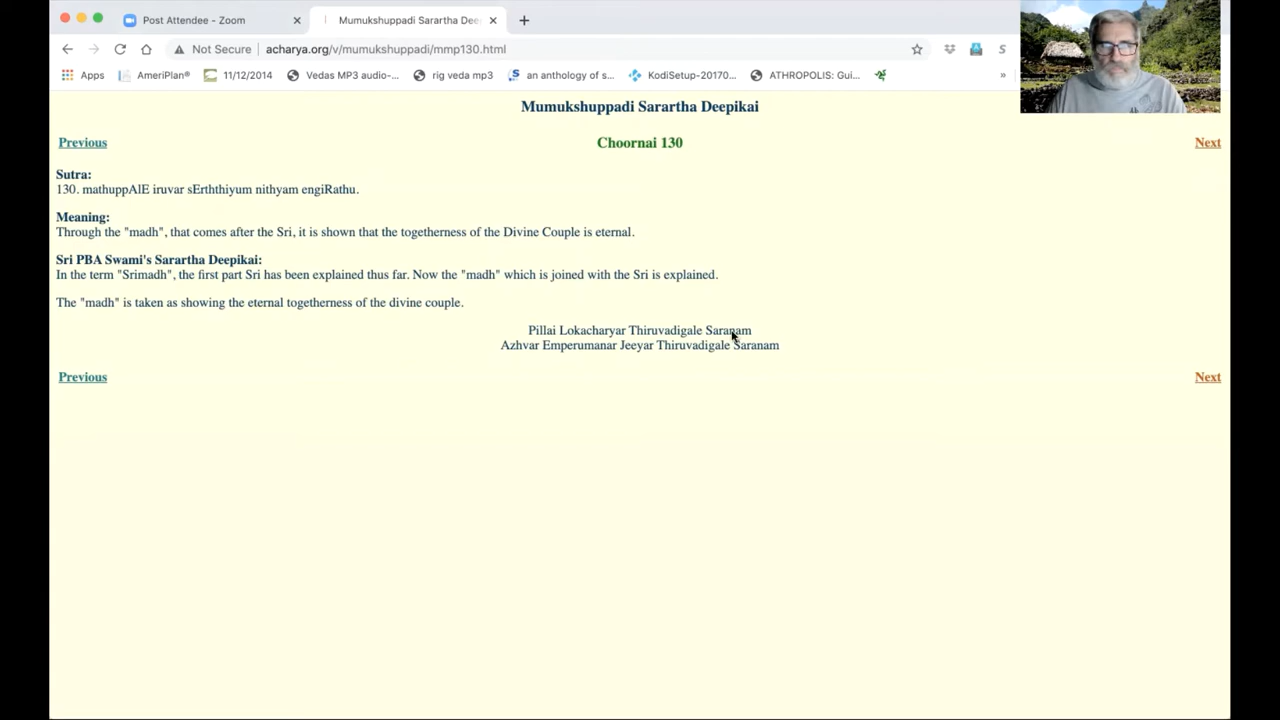 Post Attendee - Zoom
Mumukshuppadi Sarartha Dee
Not Secure
acharya.org/v/mumukshuppadi/mmp130.html
Apps
AmeriPlan®
11/12/2014
Vedas MP3 audio-...
rig veda mp3
an anthology of s...
KodiSetup-20170...
ATHROPOLIS: Gui...
»
Mumukshuppadi Sarartha Deepikai
Previous
Choornai 130
Next
Sutra:
130. mathuppAlE iruvar sErththiyum nithyam engiRathu.
Meaning:
Through the "madh", that comes after the Sri, it is shown that the togetherness of the Divine Couple is eternal.
Sri PBA Swami's Sarartha Deepikai:
In the term "Srimadh", the first part Sri has been explained thus far. Now the "madh" which is joined with the Sri is explained.
The "madh" is taken as showing the eternal togetherness of the divine couple.
Pillai Lokacharyar Thiruvadigale Saranam
Azhvar Emperumanar Jeeyar Thiruvadigale Saranam
Previous
Next